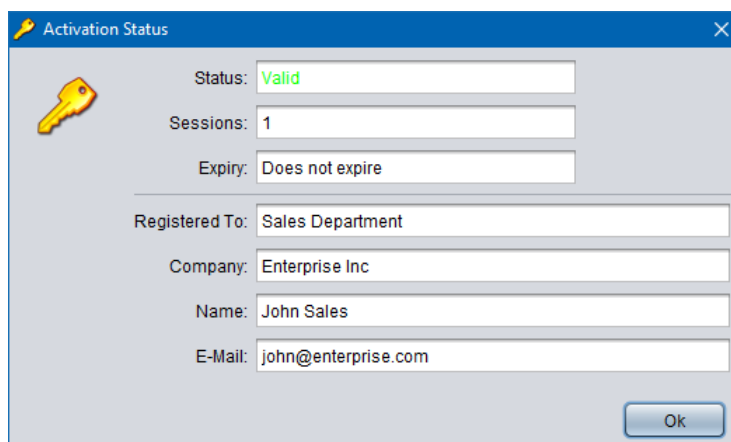 Activation Status
Status: Valid
Sessions: 1
Expiry: Does not expire
Registered To: Sales Department
Company: Enterprise Inc
Name: John Sales
E-Mail: john@enterprise.com
Ok